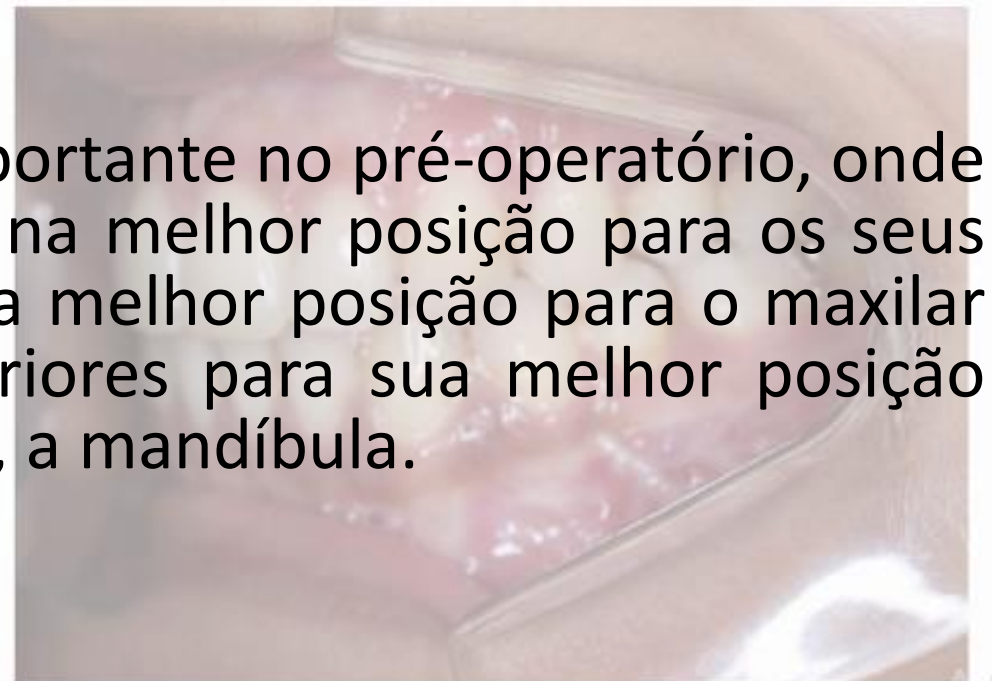 portante no pré-operatório, onde
na melhor posição para os seus
a melhor posição para o maxilar
riores para sua melhor posição
, a mandíbula.